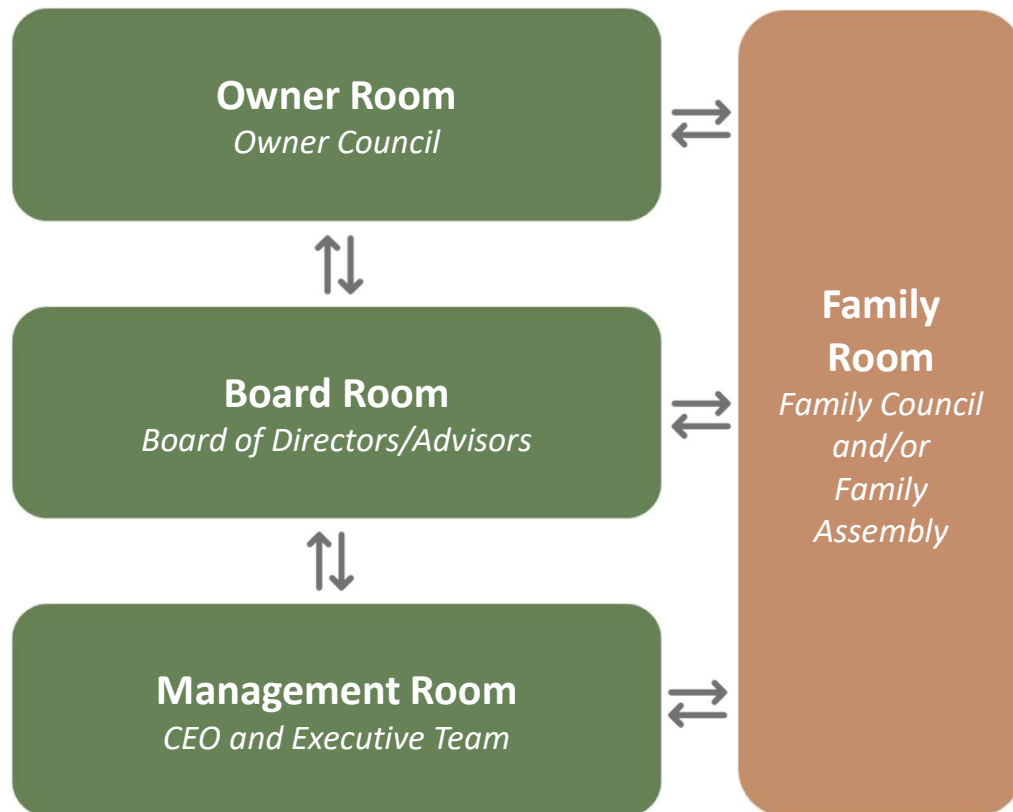 Owner Room
Owner Council
Board Room
Board of Directors/Advisors
Management Room
CEO and Executive Team
Family
Room
Family Council
and/or
Family
Assembly